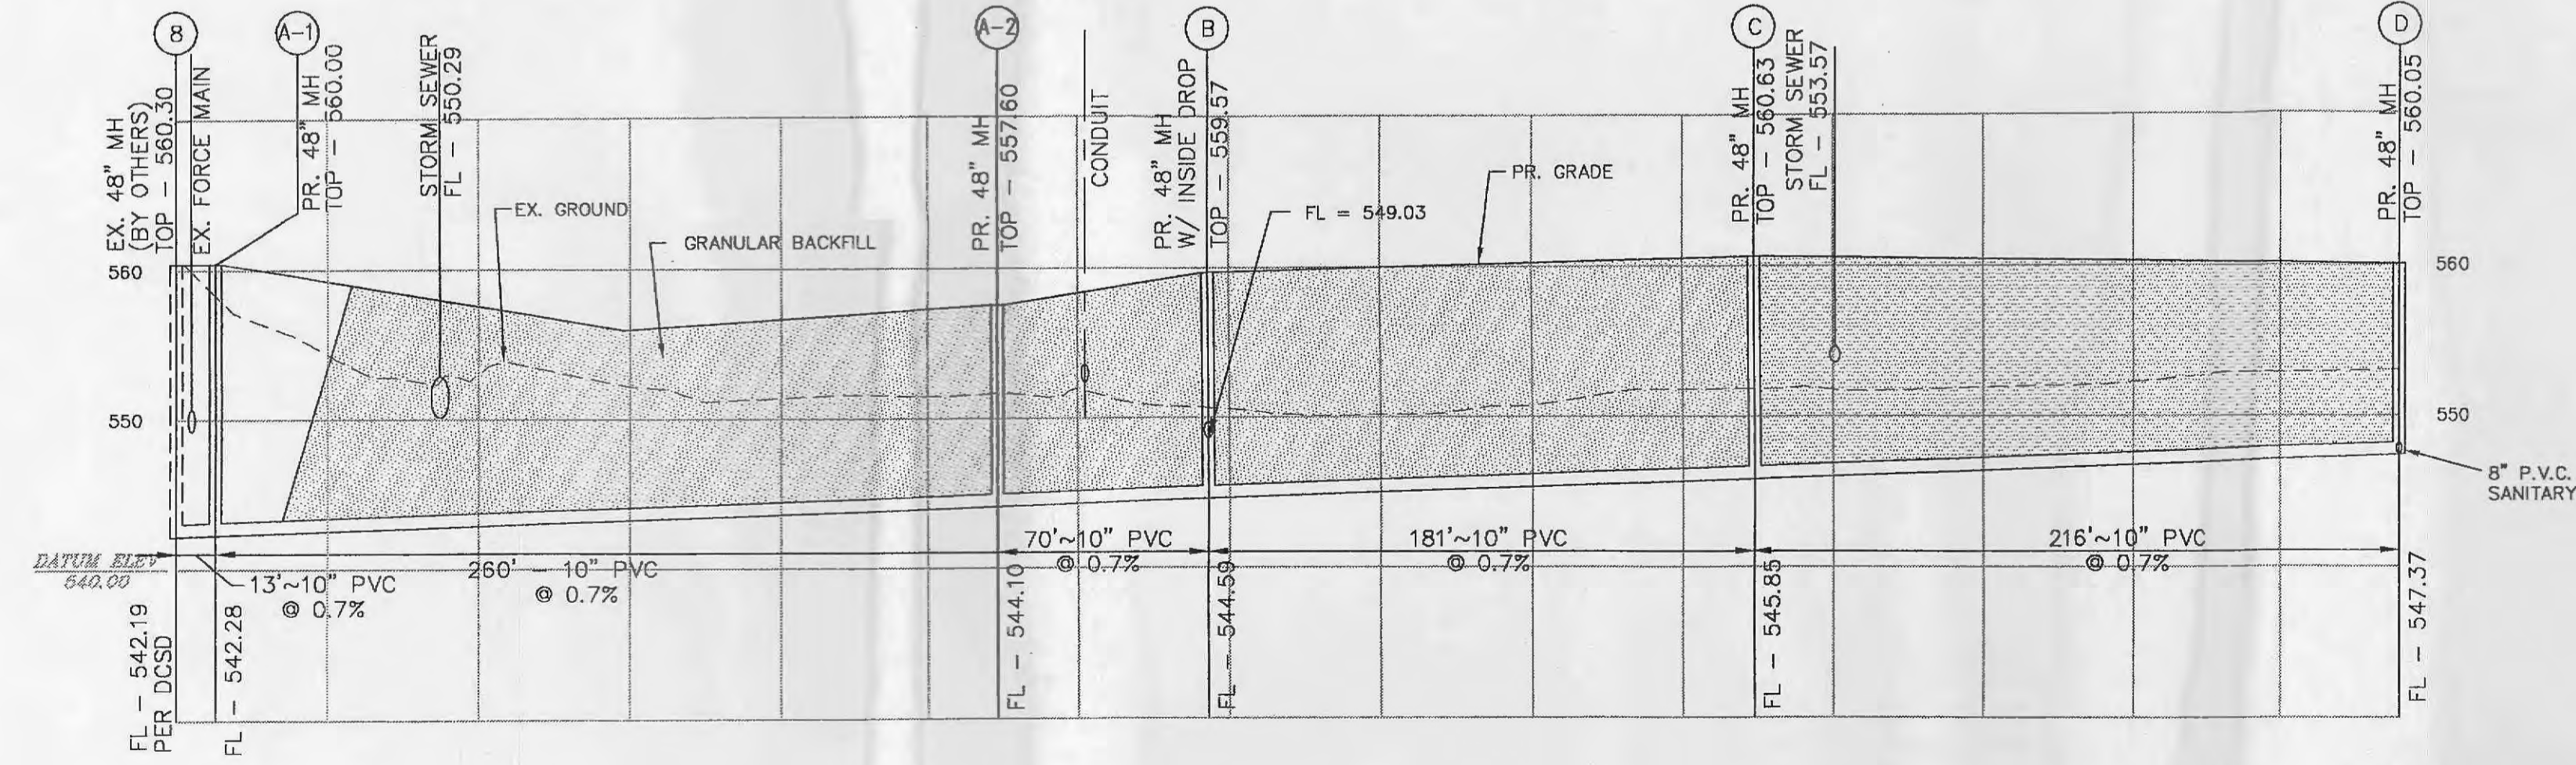 8
A-1
A-2
B
C
D
EX. 48" MH
(BY OTHERS)
TOP - 560.30
EX. FORCE MAIN
PR. 48" MH
TOP - 560.00
STORM SEWER
FL - 550.29
PR. 48" MH
TOP - 557.60
CONDUIT
PR. 48" MH
W/ INSIDE DROP
TOP - 559.57
PR. 48" MH
TOP - 560.63
STORM SEWER
FL - 553.57
PR. 48" MH
TOP - 560.05
EX. GROUND
GRANULAR BACKFILL
FL = 549.03
PR. GRADE
560
560
550
550
8" P.V.C.
SANITARY
DATUM ELEV
540.00
13'~10" PVC
@ 0.7%
260' - 10" PVC
@ 0.7%
70'~10" PVC
@ 0.7%
181'~10" PVC
@ 0.7%
216'~10" PVC
@ 0.7%
FL - 542.19
PER DCSD
FL - 542.28
FL - 544.10
FL - 544.59
FL - 545.85
FL - 547.37